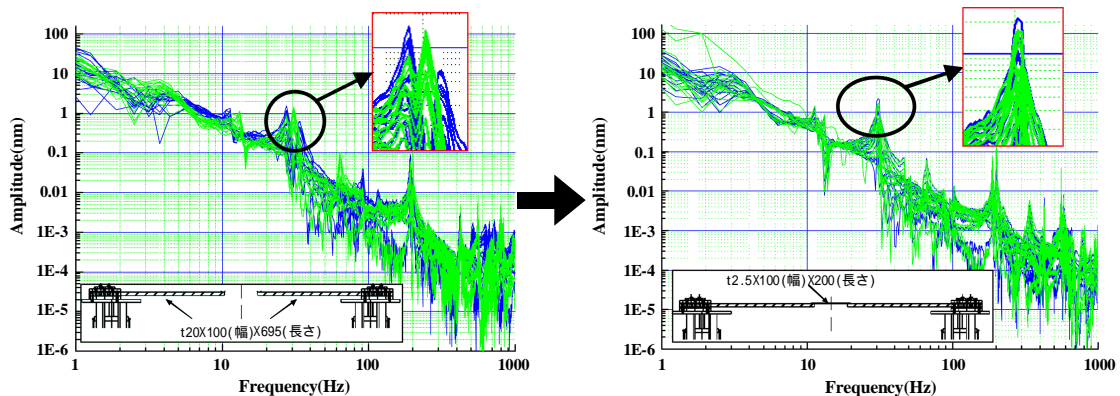 100
10
1
0.1
0.01
1E-3
1E-4
1E-5
1E-6
Amplitude(nm)
t20X100(幅)X695(長さ)
1
10
100
1000
Frequency(Hz)
100
10
1
0.1
0.01
1E-3
1E-4
1E-5
1E-6
Amplitude(nm)
t2.5X100(幅)X200(長さ)
1
10
100
1000
Frequency(Hz)